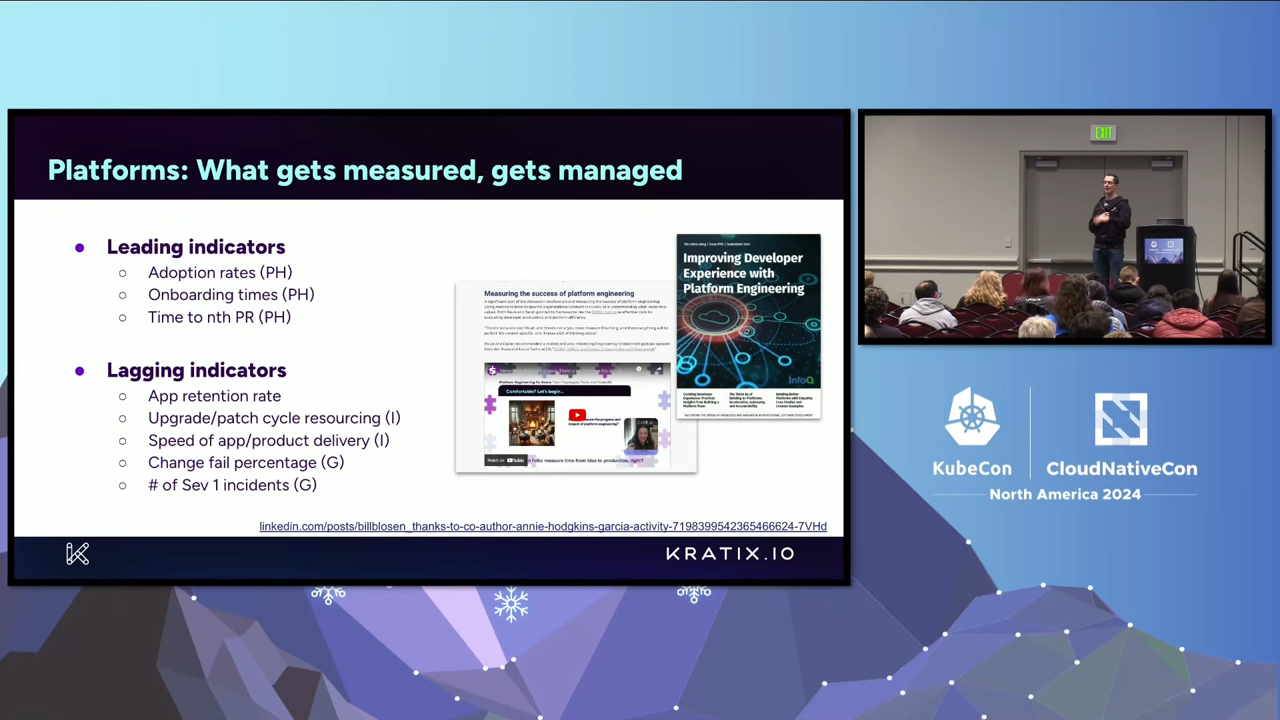 Platforms: What gets measured, gets managed
Leading indicators
Adoption rates (PH)
Onboarding times (PH)
Time to nth PR (PH)
Lagging indicators
App retention rate
Upgrade/patch cycle resourcing (I)
Speed of app/product delivery (I)
Change fail percentage (G)
# of Sev 1 incidents (G)
Measuring the success of platform engineering
Comfortable? Let's begin...
Improving Developer
Experience with
Platform Engineering
InfoQ
linkedin.com/posts/billblosen_thanks-to-co-author-annie-hodgkins-garcia-activity-7198399542365466624-7VHd
KRATIX.IO
EXIT
KubeCon
CloudNativeCon
North America 2024